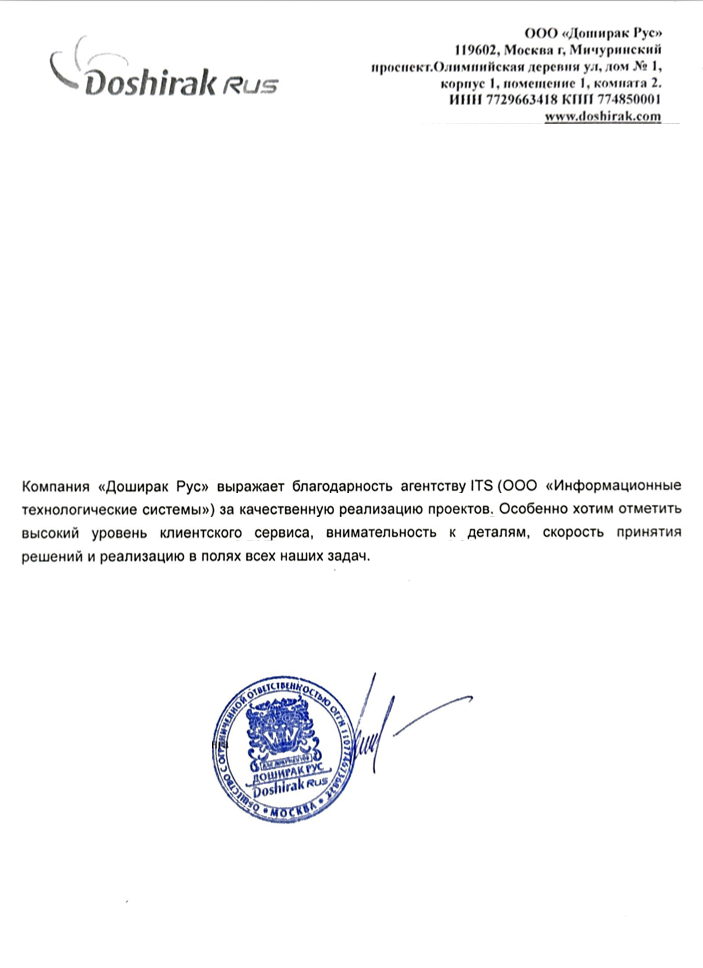 Doshirak RUS
ООО «Доширак Рус»
119602, Москва г, Мичуринский
проспект.Олимпийская деревня ул, дом № 1,
корпус 1, помещение 1, комната 2.
ИНН 7729663418 КПП 774850001
www.doshirak.com
Компания «Доширак Рус» выражает благодарность агентству ITS (ООО «Информационные
технологические системы») за качественную реализацию проектов. Особенно хотим отметить
высокий уровень клиентского сервиса, внимательность к деталям, скорость принятия
решений и реализацию в полях всех наших задач.
ОБЩЕСТВО С ОГРАНИЧЕННОЙ ОТВЕТСТВЕННОСТЬЮ ОГРН
ДОШИРАК РУС
Doshirak RUS
МОСКВА